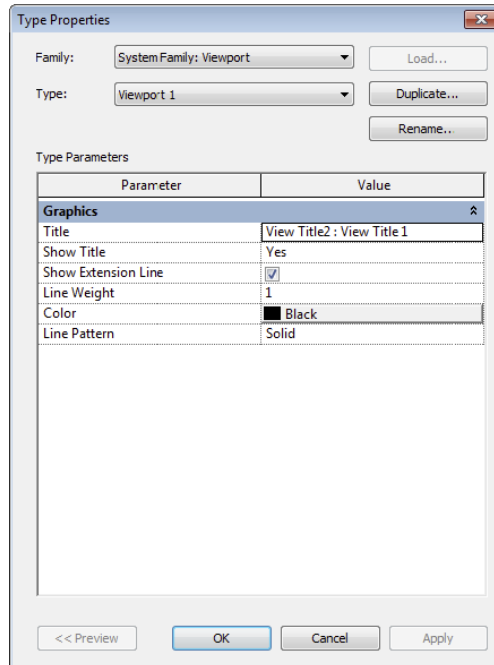 Type Properties
Family: System Family: Viewport Load...
Type: Viewport 1 Duplicate...
Rename...
Type Parameters
Parameter Value
Graphics
Title View Title2 : View Title 1
Show Title Yes
Show Extension Line
Line Weight 1
Color Black
Line Pattern Solid
<< Preview OK Cancel Apply